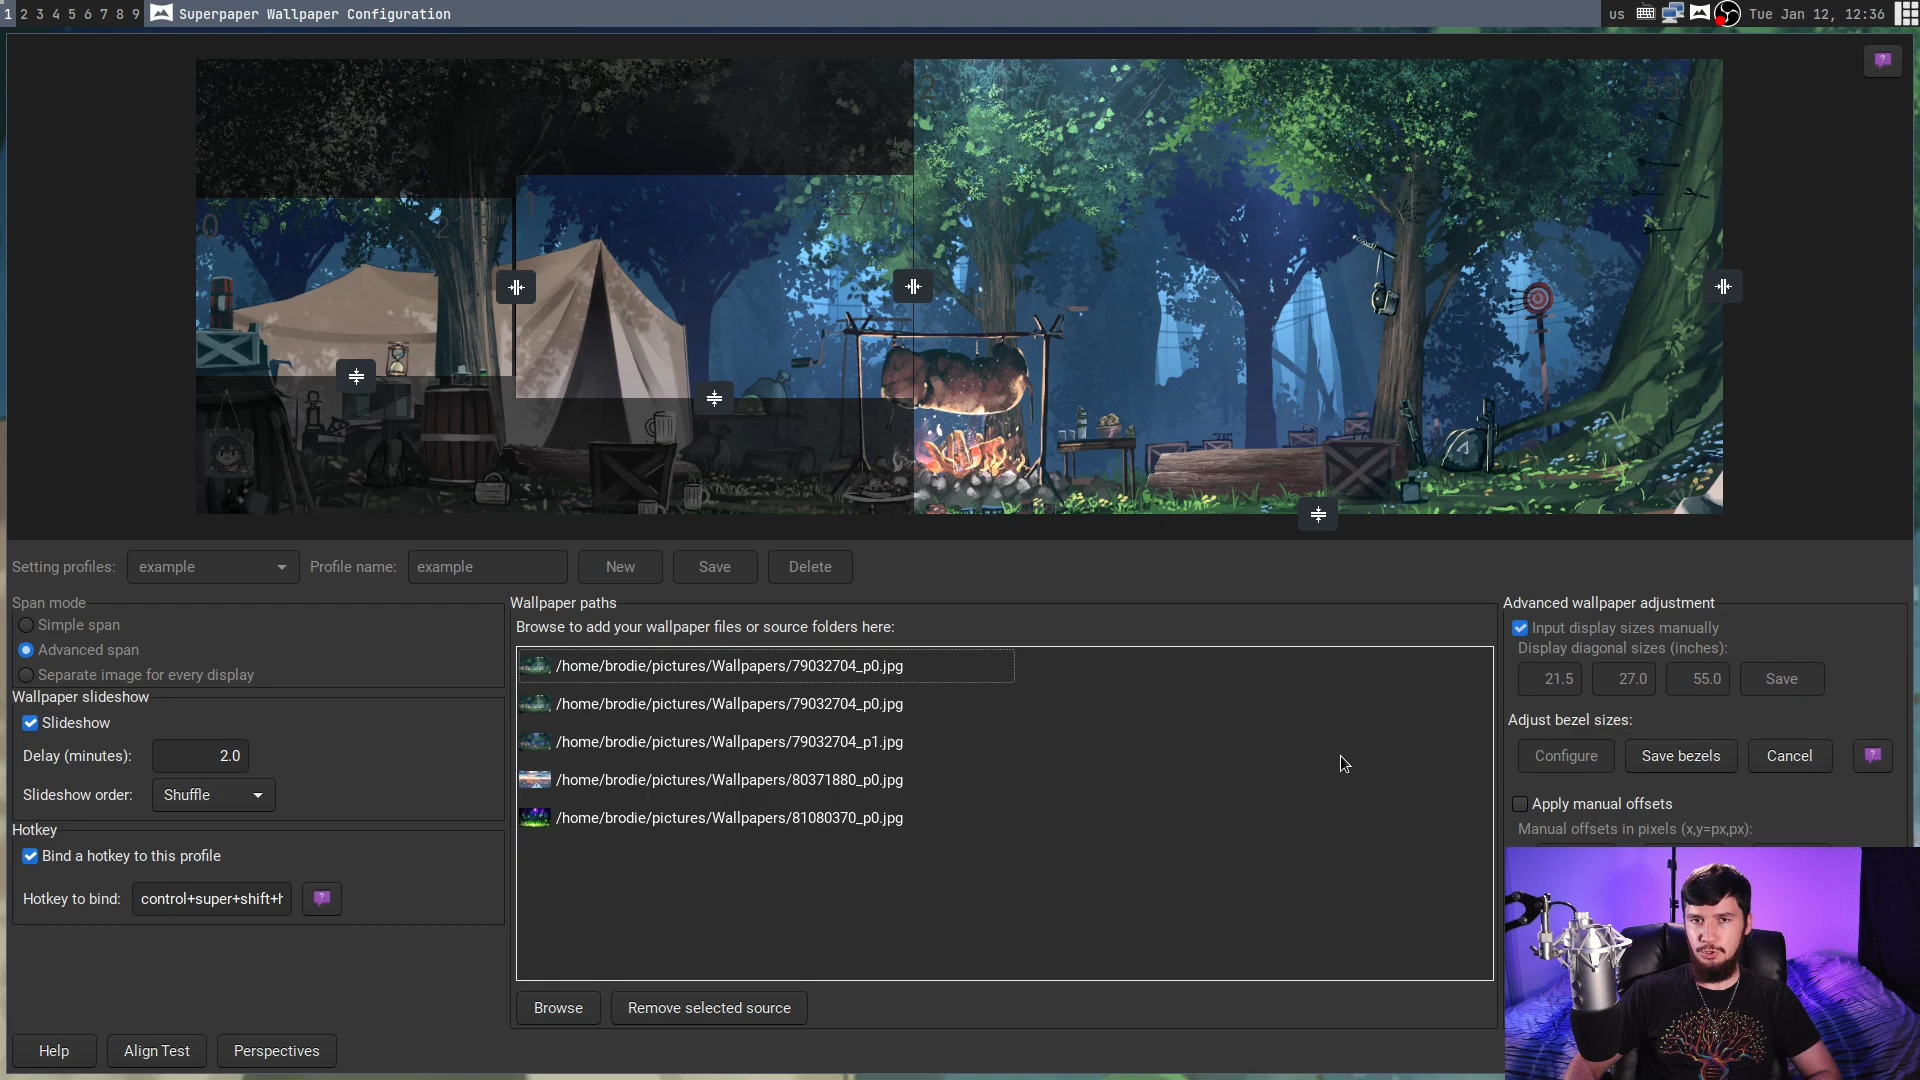 1 2 3 4 5 6 7 8 9 Superpaper Wallpaper Configuration us Tue Jan 12, 12:36
0 2 1 27.0
Setting profiles: example Profile name: example New Save Delete
Span mode
Simple span
Advanced span
Separate image for every display
Wallpaper slideshow
Slideshow
Delay (minutes): 2.0
Slideshow order: Shuffle
Hotkey
Bind a hotkey to this profile
Hotkey to bind: control+super+shift+h
Wallpaper paths
Browse to add your wallpaper files or source folders here:
/home/brodie/pictures/Wallpapers/79032704_p0.jpg
/home/brodie/pictures/Wallpapers/79032704_p0.jpg
/home/brodie/pictures/Wallpapers/79032704_p1.jpg
/home/brodie/pictures/Wallpapers/80371880_p0.jpg
/home/brodie/pictures/Wallpapers/81080370_p0.jpg
Browse Remove selected source
Advanced wallpaper adjustment
Input display sizes manually
Display diagonal sizes (inches):
21.5 27.0 55.0 Save
Adjust bezel sizes:
Configure Save bezels Cancel
Apply manual offsets
Manual offsets in pixels (x,y=px,px):
Help Align Test Perspectives